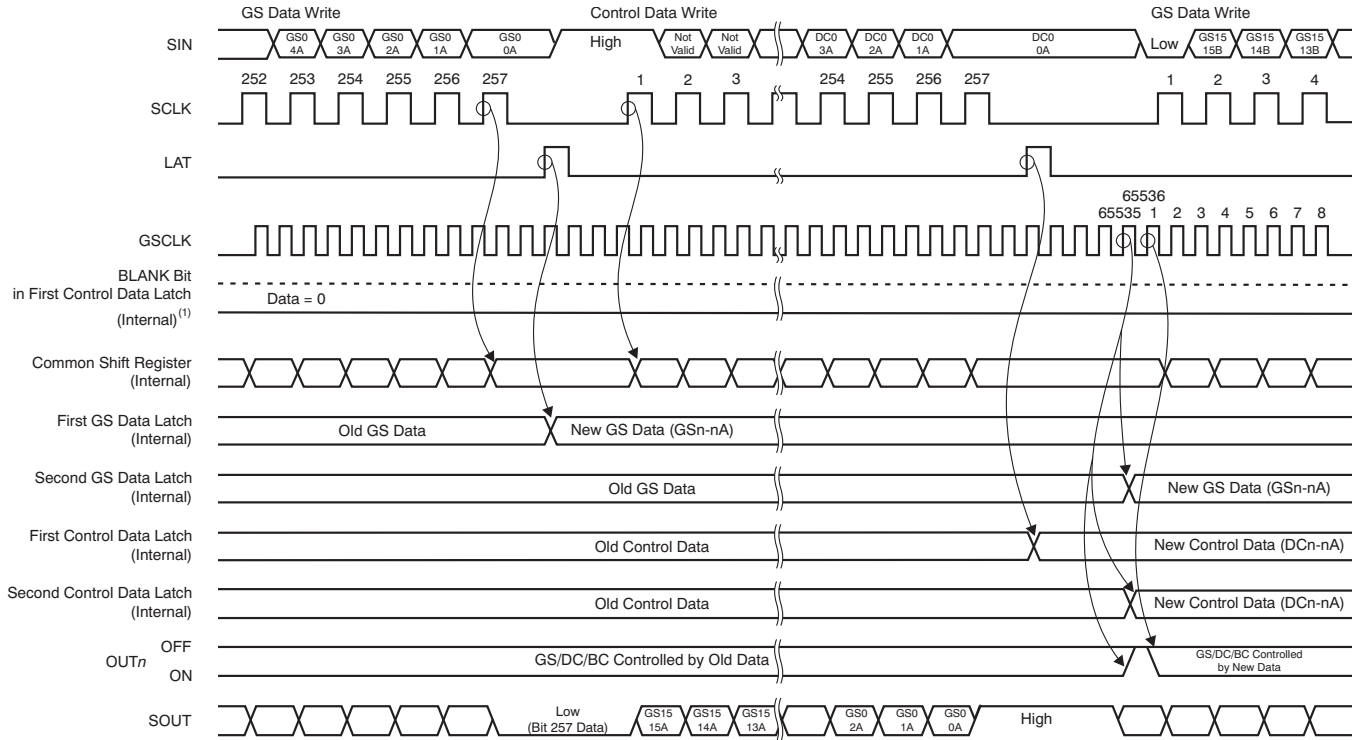 GS Data Write Control Data Write GS Data Write
SIN
GS0 4A GS0 3A GS0 2A GS0 1A GS0 0A High Not Valid Not Valid DC0 3A DC0 2A DC0 1A DC0 0A Low GS15 15B GS15 14B GS15 13B
252 253 254 255 256 257 1 2 3 254 255 256 257 1 2 3 4
SCLK
LAT
65536
65535 1 2 3 4 5 6 7 8
GSCLK
BLANK Bit
in First Control Data Latch
(Internal)(1)
Data = 0
Common Shift Register
(Internal)
First GS Data Latch
(Internal)
Old GS Data New GS Data (GSn-nA)
Second GS Data Latch
(Internal)
Old GS Data New GS Data (GSn-nA)
First Control Data Latch
(Internal)
Old Control Data New Control Data (DCn-nA)
Second Control Data Latch
(Internal)
Old Control Data New Control Data (DCn-nA)
OUTn
OFF
ON
GS/DC/BC Controlled by Old Data
GS/DC/BC Controlled
by New Data
SOUT
Low
(Bit 257 Data)
GS15 15A GS15 14A GS15 13A GS0 2A GS0 1A GS0 0A High